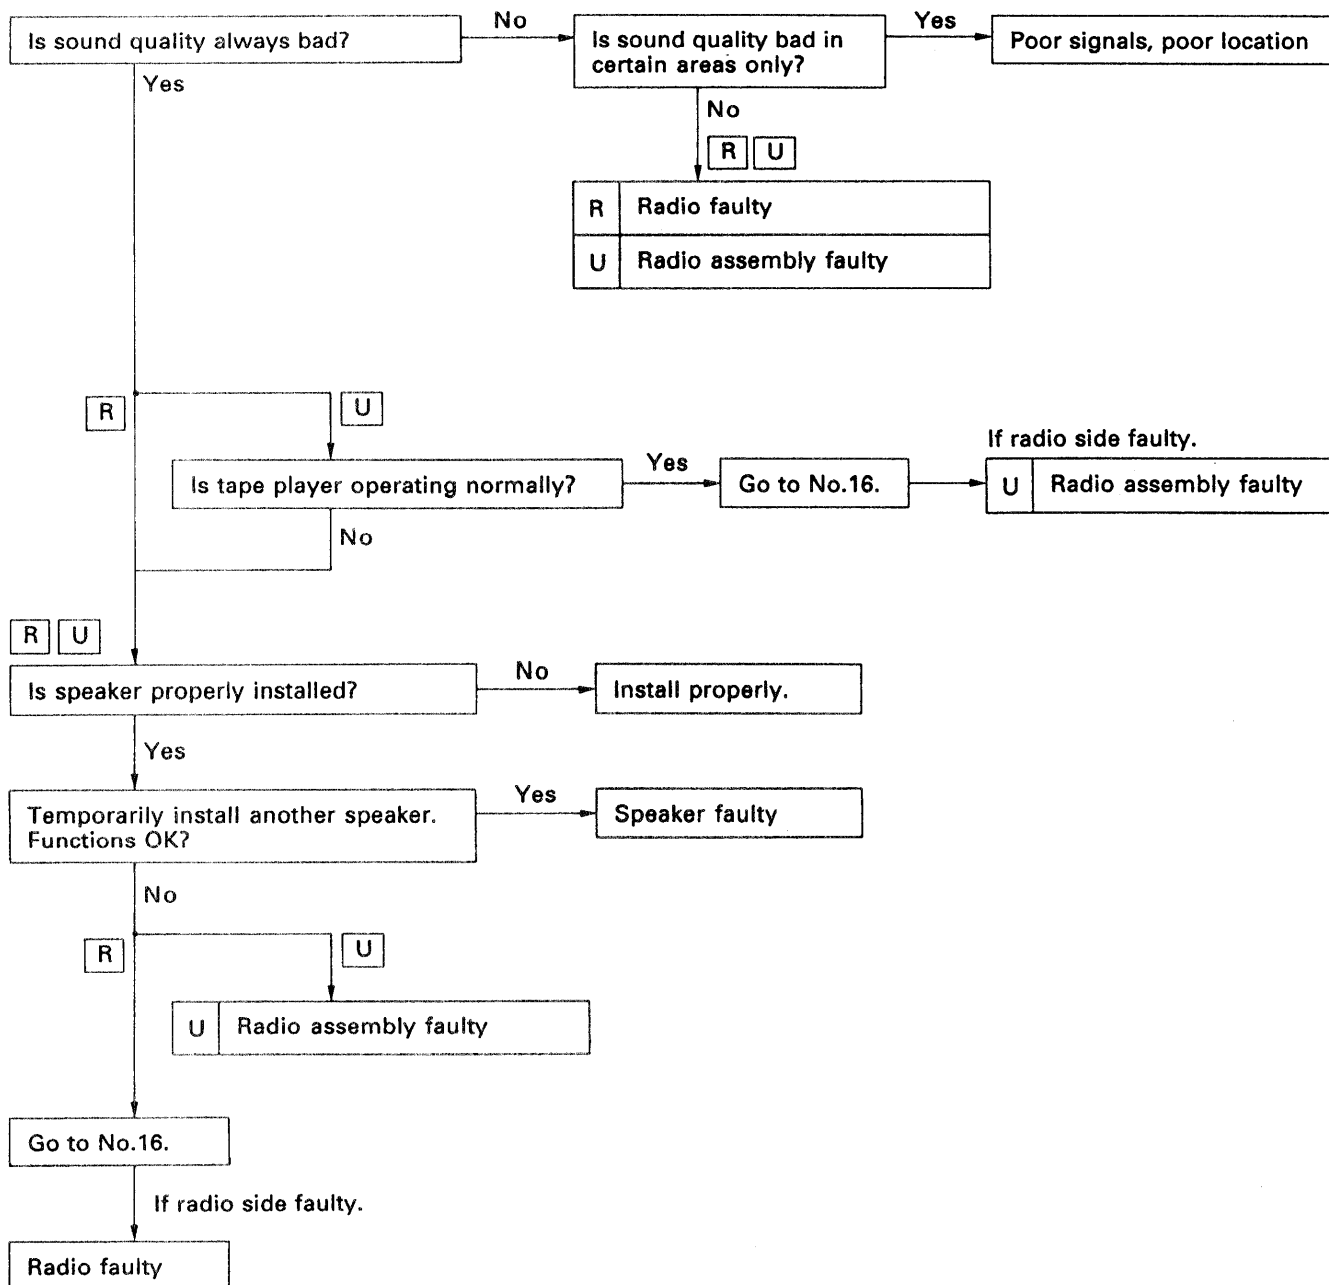 Is sound quality always bad?
No
Is sound quality bad in
certain areas only?
Yes
Poor signals, poor location
Yes
No
R U
R Radio faulty
U Radio assembly faulty
R
U
Is tape player operating normally?
Yes
Go to No.16.
If radio side faulty.
U Radio assembly faulty
No
R U
Is speaker properly installed?
No
Install properly.
Yes
Temporarily install another speaker.
Functions OK?
Yes
Speaker faulty
No
R
U
U Radio assembly faulty
Go to No.16.
If radio side faulty.
Radio faulty